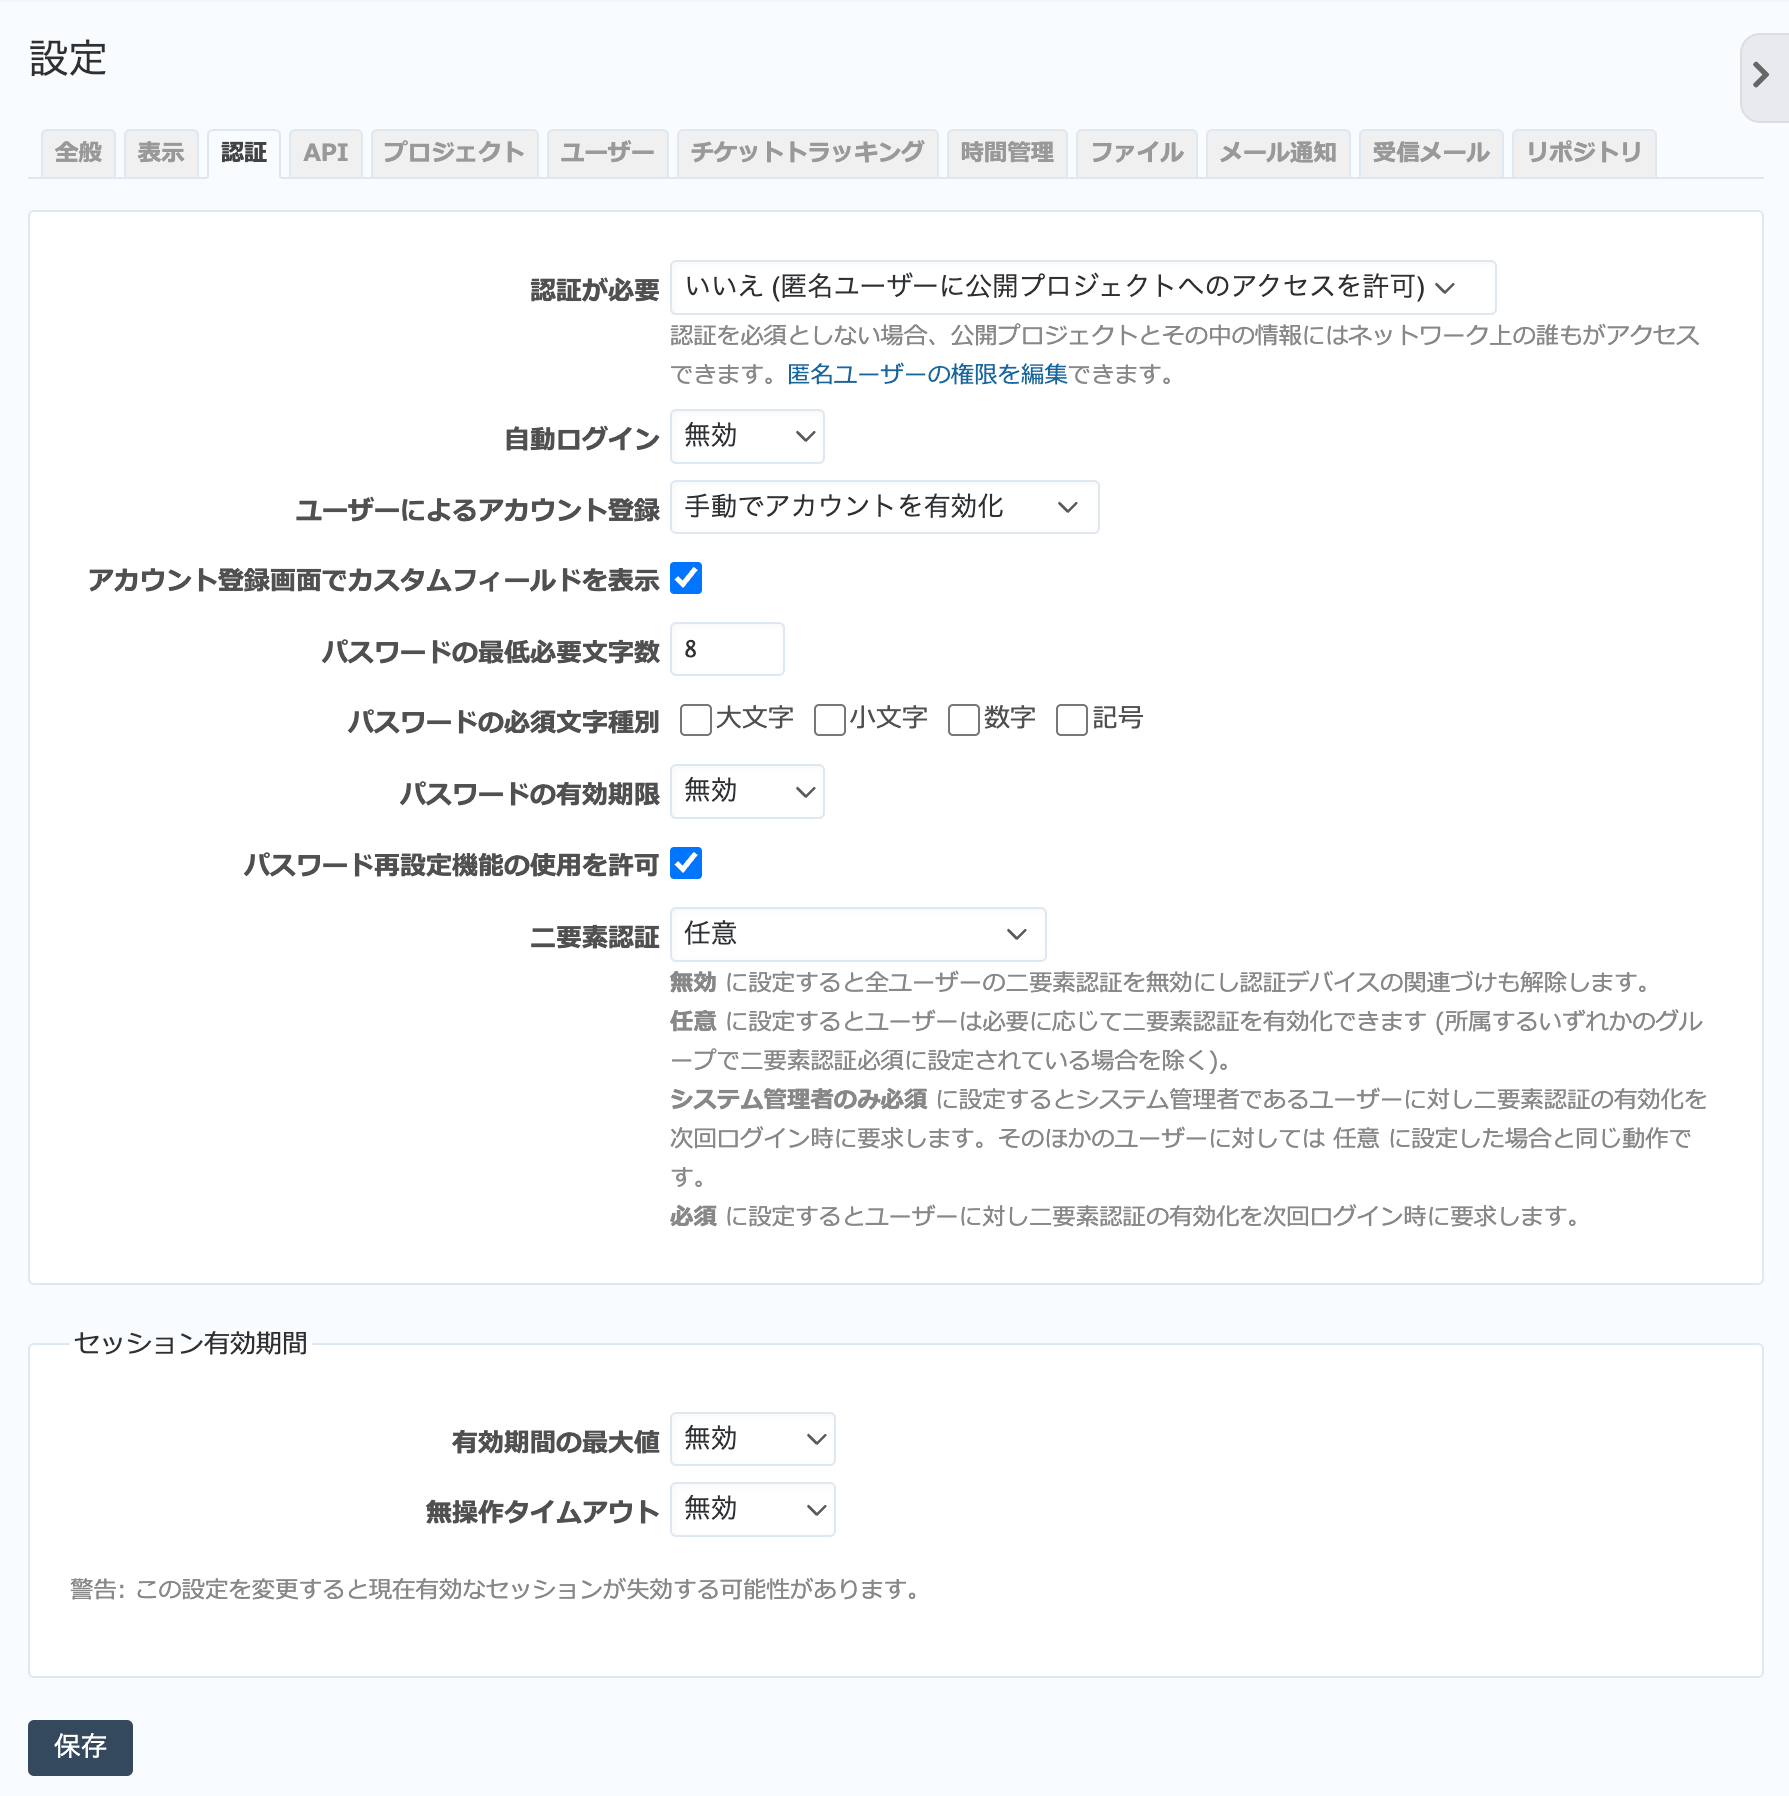 設定
全般 表示 認証 API プロジェクト ユーザー チケットトラッキング 時間管理 ファイル メール通知 受信メール リポジトリ
認証が必要 いいえ (匿名ユーザーに公開プロジェクトへのアクセスを許可)
認証を必須としない場合、公開プロジェクトとその中の情報にはネットワーク上の誰もがアクセス
できます。匿名ユーザーの権限を編集できます。
自動ログイン 無効
ユーザーによるアカウント登録 手動でアカウントを有効化
アカウント登録画面でカスタムフィールドを表示
パスワードの最低必要文字数 8
パスワードの必須文字種別 大文字 小文字 数字 記号
パスワードの有効期限 無効
パスワード再設定機能の使用を許可
二要素認証 任意
無効 に設定すると全ユーザーの二要素認証を無効にし認証デバイスの関連づけも解除します。
任意 に設定するとユーザーは必要に応じて二要素認証を有効化できます (所属するいずれかのグル
ープで二要素認証必須に設定されている場合を除く)。
システム管理者のみ必須 に設定するとシステム管理者であるユーザーに対し二要素認証の有効化を
次回ログイン時に要求します。そのほかのユーザーに対しては 任意 に設定した場合と同じ動作で
す。
必須 に設定するとユーザーに対し二要素認証の有効化を次回ログイン時に要求します。
セッション有効期間
有効期間の最大値 無効
無操作タイムアウト 無効
警告: この設定を変更すると現在有効なセッションが失効する可能性があります。
保存